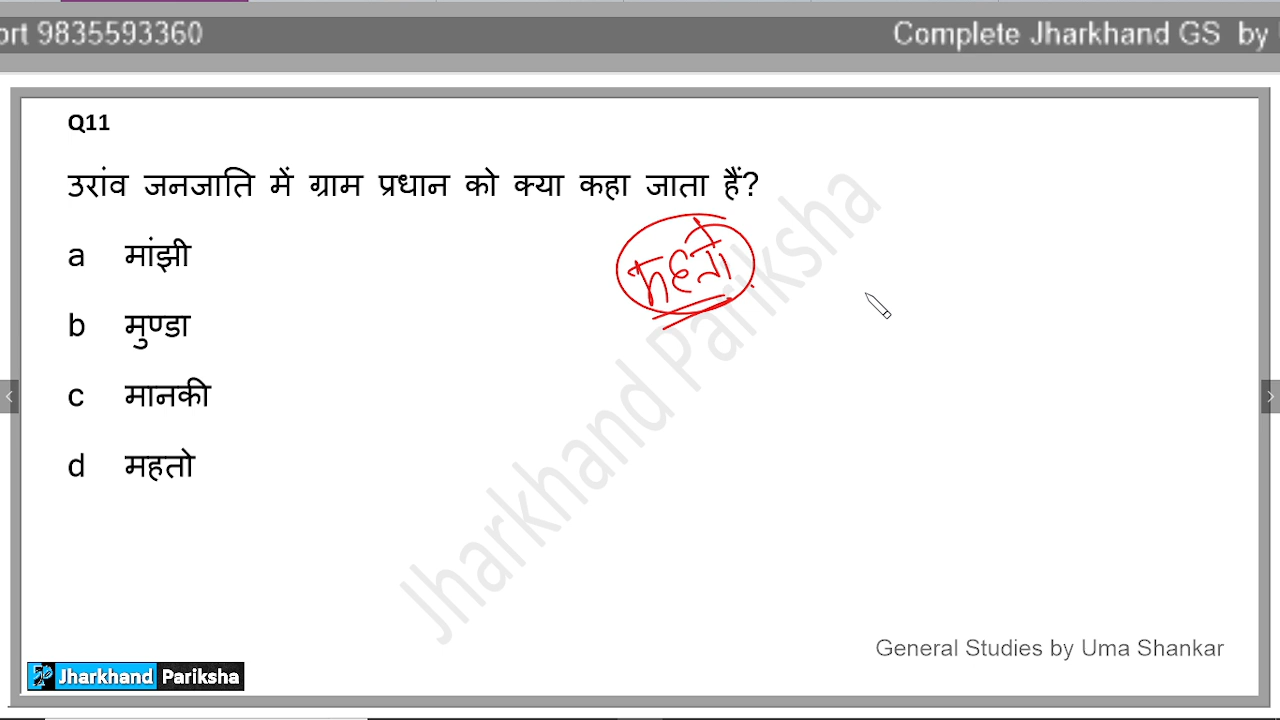 ort 9835593360
Complete Jharkhand GS by
Q11
उरांव जनजाति में ग्राम प्रधान को क्या कहा जाता हैं?
महतो
a मांझी
b मुण्डा
c मानकी
d महतो
Jharkhand Pariksha
General Studies by Uma Shankar
Jharkhand Pariksha